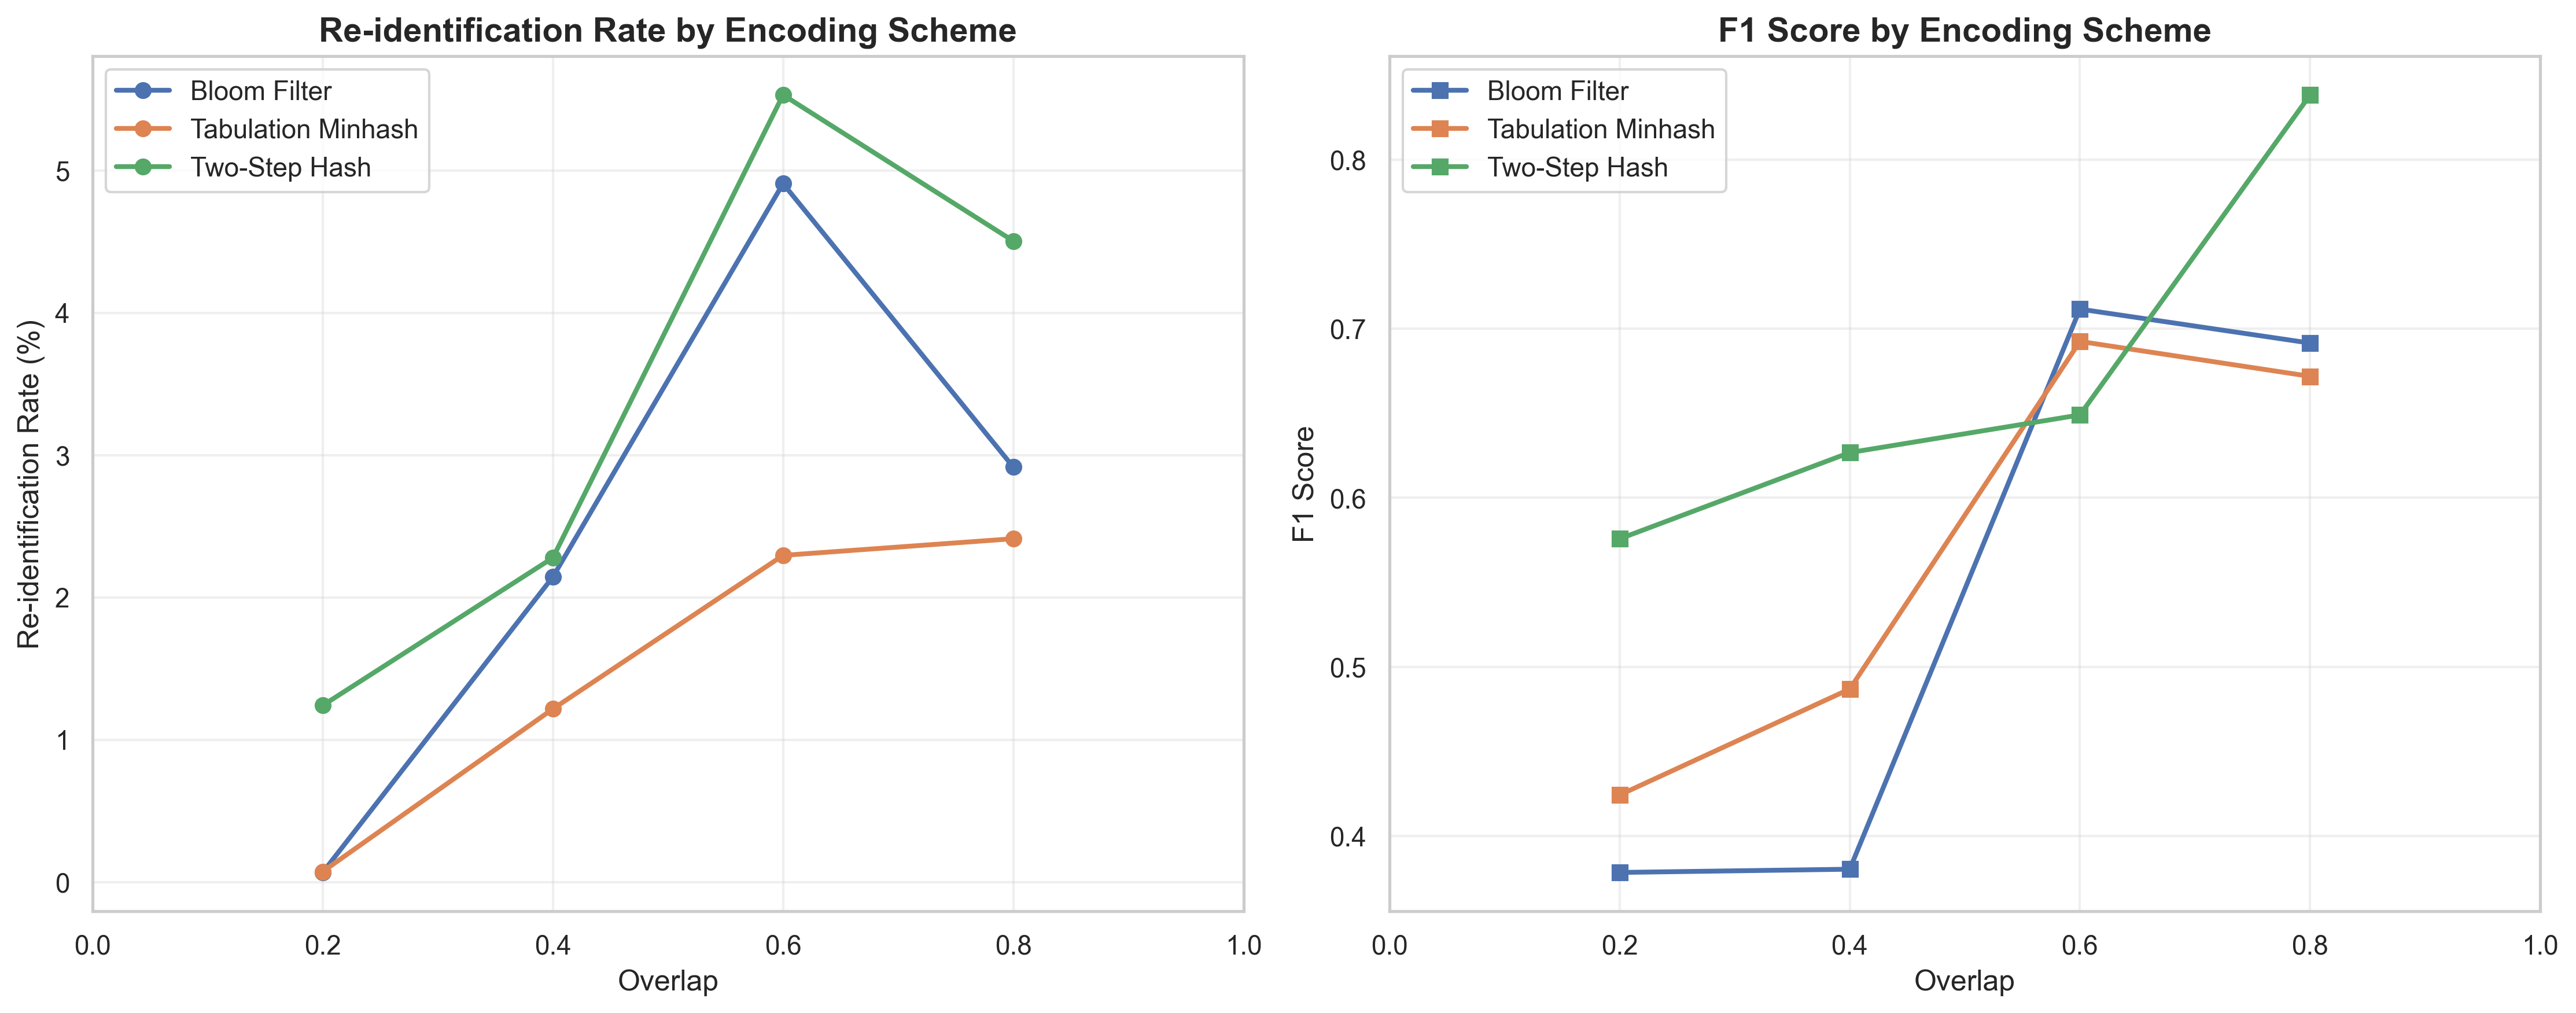 Re-identification Rate by Encoding Scheme
Bloom Filter
Tabulation Minhash
Two-Step Hash
Re-identification Rate (%)
5
4
3
2
1
0
0.0 0.2 0.4 0.6 0.8 1.0
Overlap
F1 Score by Encoding Scheme
Bloom Filter
Tabulation Minhash
Two-Step Hash
F1 Score
0.8
0.7
0.6
0.5
0.4
0.0 0.2 0.4 0.6 0.8 1.0
Overlap